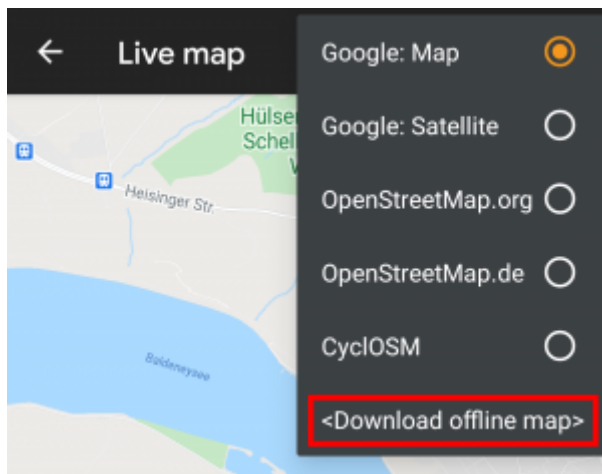 Live map
Google: Map
Google: Satellite
OpenStreetMap.org
OpenStreetMap.de
CyclOSM
<Download offline map>
Hülse
Schel
Heisinger Str.
Baldeneysee